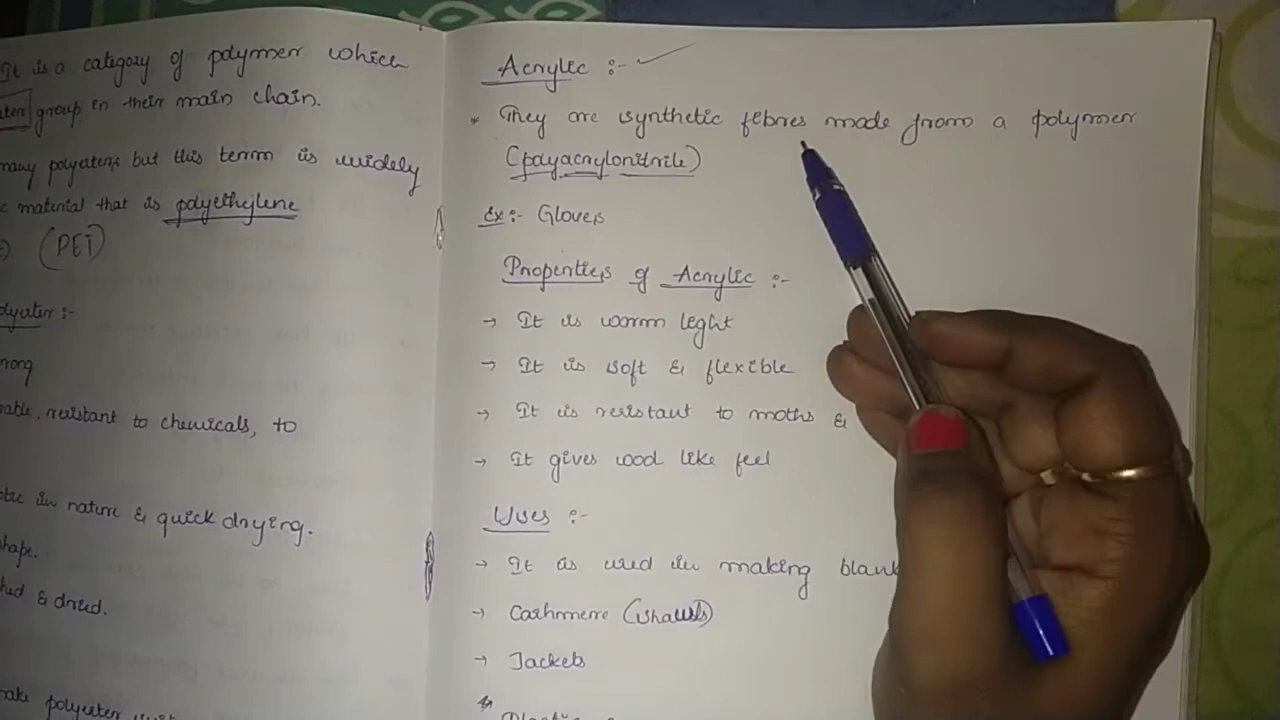 It is a category of polymer which
group in their main chain.
many polyesters but this term is widely
material that is polyethylene
(PET)
:-
resistant to chemicals, to
in nature & quick drying.
shape.
& dried.
polyester
Acrylic :-
* They are synthetic fibres made from a polymer
(polyacrylonitrile)
Ex:- Gloves
Properties of Acrylic :-
→ It is warm light
→ It is soft & flexible
→ It is resistant to moths &
→ It gives wool like feel
Uses :-
→ It is used in making
→ Cashmere (shawls)
→ Jackets